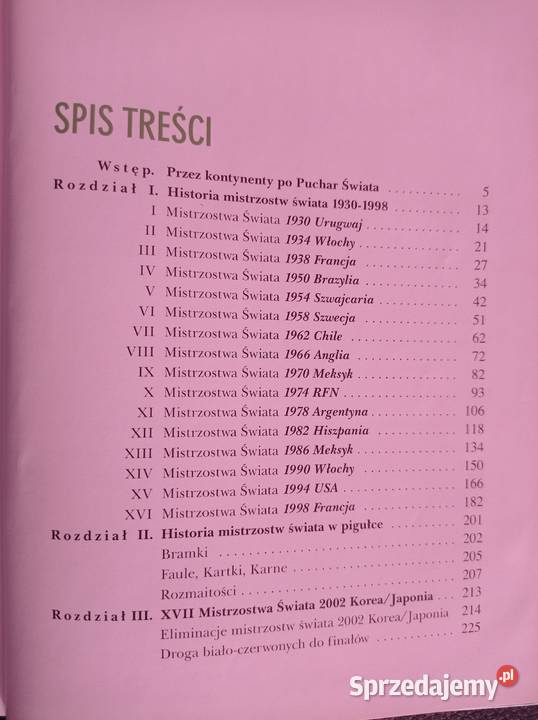 SPIS TREŚCI
Wstęp. Przez kontynenty po Puchar Świata . . . . . . . . . . 5
Rozdział I. Historia mistrzostw świata 1930-1998 . . . . . . . . . . 13
I Mistrzostwa Świata 1930 Urugwaj . . . . . . . . . . 14
II Mistrzostwa Świata 1934 Włochy . . . . . . . . . . 21
III Mistrzostwa Świata 1938 Francja . . . . . . . . . . 27
IV Mistrzostwa Świata 1950 Brazylia . . . . . . . . . . 34
V Mistrzostwa Świata 1954 Szwajcaria . . . . . . . . . . 42
VI Mistrzostwa Świata 1958 Szwecja . . . . . . . . . . 51
VII Mistrzostwa Świata 1962 Chile . . . . . . . . . . 62
VIII Mistrzostwa Świata 1966 Anglia . . . . . . . . . . 72
IX Mistrzostwa Świata 1970 Meksyk . . . . . . . . . . 82
X Mistrzostwa Świata 1974 RFN . . . . . . . . . . 93
XI Mistrzostwa Świata 1978 Argentyna . . . . . . . . . . 106
XII Mistrzostwa Świata 1982 Hiszpania . . . . . . . . . . 118
XIII Mistrzostwa Świata 1986 Meksyk . . . . . . . . . . 134
XIV Mistrzostwa Świata 1990 Włochy . . . . . . . . . . 150
XV Mistrzostwa Świata 1994 USA . . . . . . . . . . 166
XVI Mistrzostwa Świata 1998 Francja . . . . . . . . . . 182
Rozdział II. Historia mistrzostw świata w pigułce . . . . . . . . . . 201
Bramki . . . . . . . . . . 202
Faule, Kartki, Karne . . . . . . . . . . 205
Rozmaitości . . . . . . . . . . 207
Rozdział III. XVII Mistrzostwa Świata 2002 Korea/Japonia . . . 213
Eliminacje mistrzostw świata 2002 Korea/Japonia 214
Droga biało-czerwonych do finałów . . . . . . . . . . 225
Sprzedajemy.pl